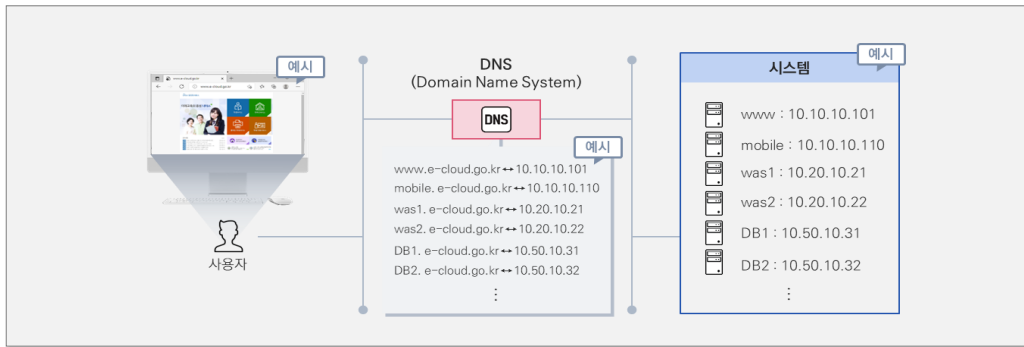 예시
사용자
DNS
(Domain Name System)
DNS
예시
www.e-cloud.go.kr↔10.10.10.101
mobile. e-cloud.go.kr↔10.10.10.110
was1. e-cloud.go.kr↔10.20.10.21
was2. e-cloud.go.kr↔10.20.10.22
DB1. e-cloud.go.kr↔10.50.10.31
DB2. e-cloud.go.kr↔10.50.10.32
⋮
예시
시스템
www : 10.10.10.101
mobile : 10.10.10.110
was1 : 10.20.10.21
was2 : 10.20.10.22
DB1 : 10.50.10.31
DB2 : 10.50.10.32
⋮